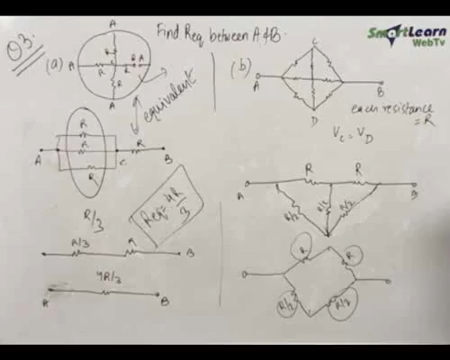 Q3.
Find Req between A & B.
SmartLearn
WebTv
(a)
A
A
R
R
R
R
A
A
equivalent
(b)
C
A
B
D
each resistance
= R
Vc = VD
R
R
R
A
C
R
B
R/3
Req = 4R/3
R/3
B
4R/3
A
B
A
R
R
B
R/2
R/2
R/2
R
R
R/2
R/2